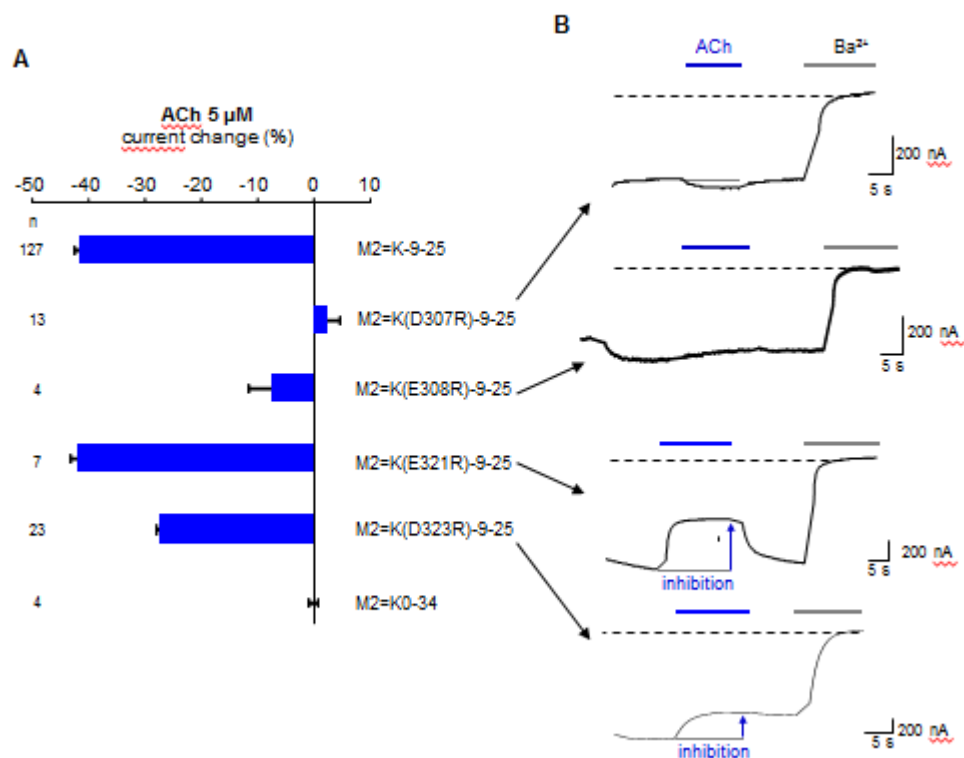 A
ACh 5 µM
current change (%)
-50 -40 -30 -20 -10 0 10
n
127 M2=K-9-25
13 M2=K(D307R)-9-25
4 M2=K(E308R)-9-25
7 M2=K(E321R)-9-25
23 M2=K(D323R)-9-25
4 M2=K0-34
B
ACh Ba²⁺
200 nA
5 s
200 nA
5 s
200 nA
5 s
inhibition
200 nA
5 s
inhibition